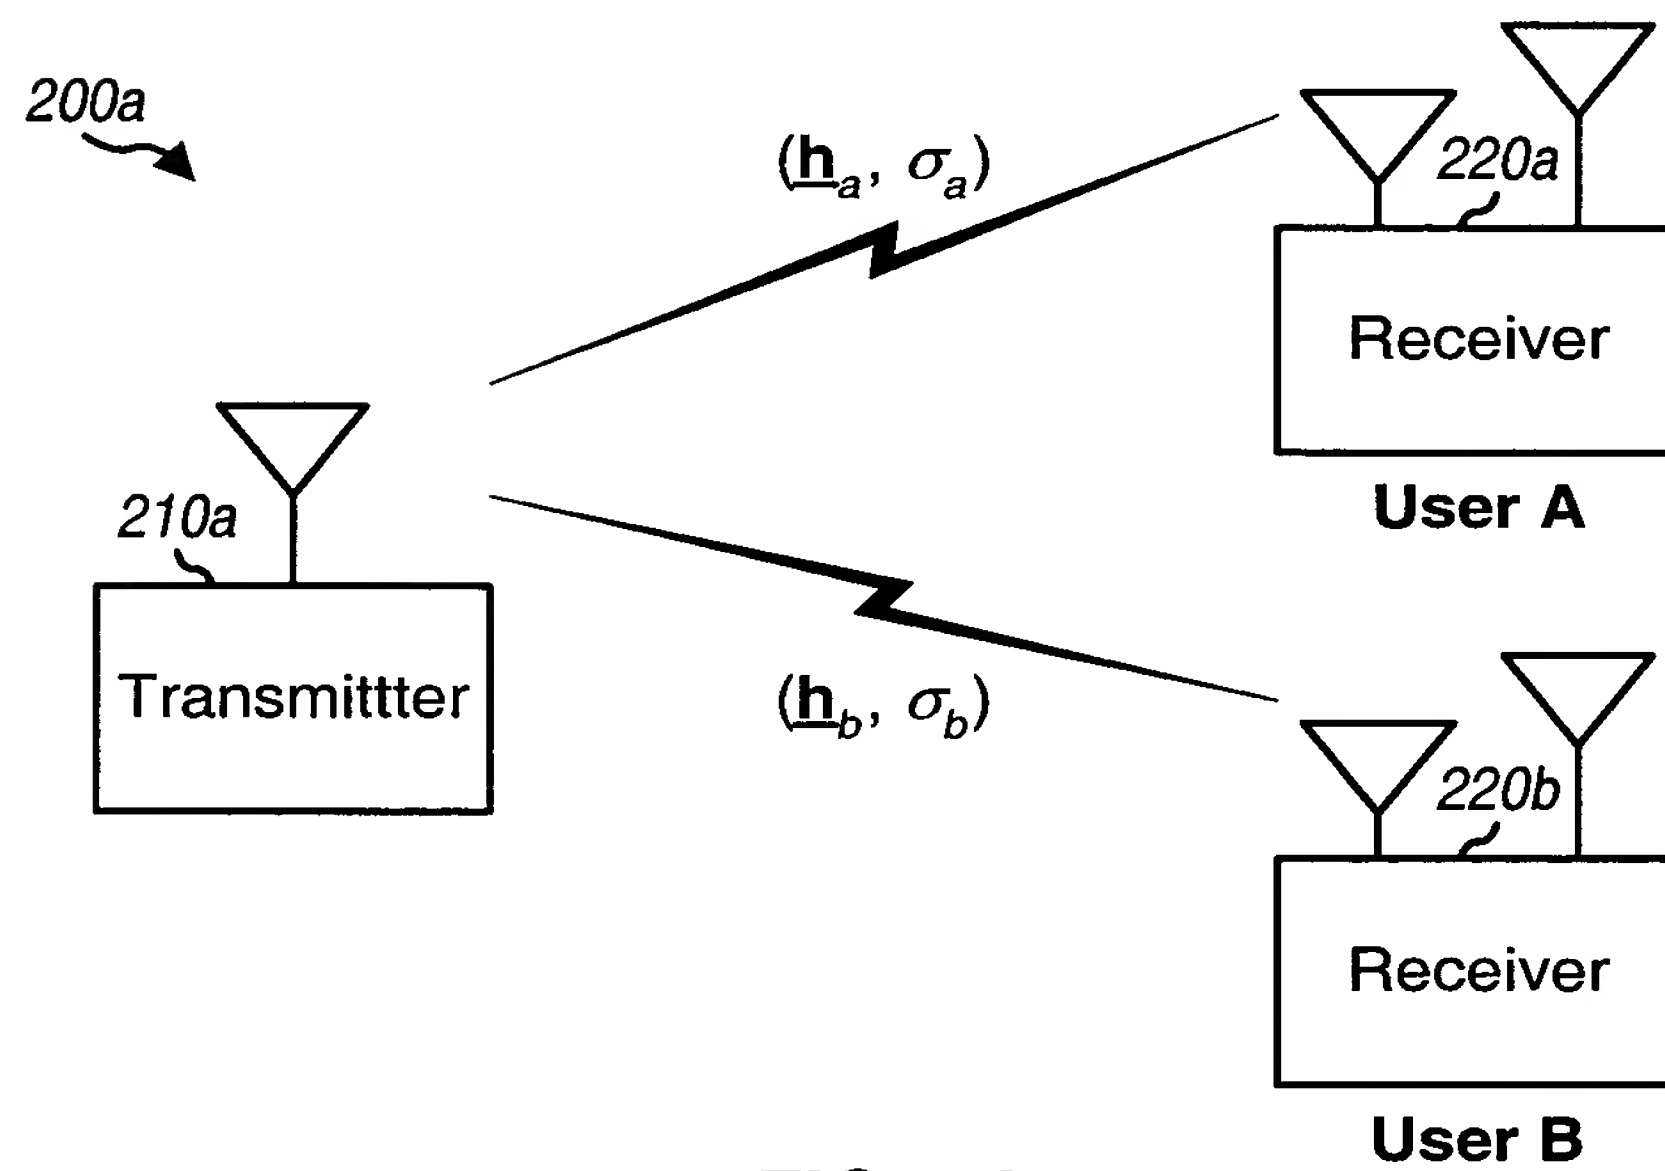 200a
(h_a, σ_a)
220a
Receiver
User A
210a
Transmittter
(h_b, σ_b)
220b
Receiver
User B